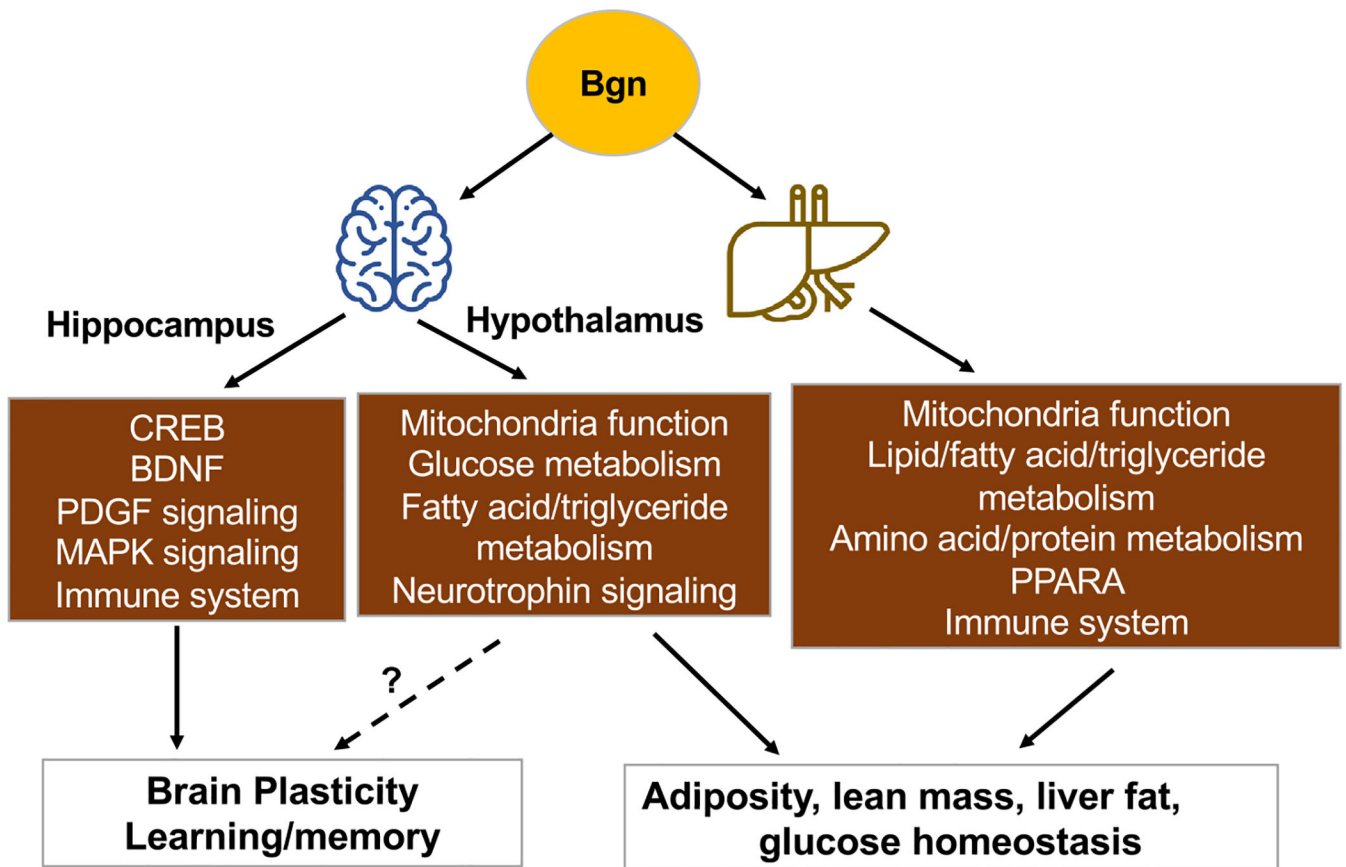 Bgn
Hippocampus
Hypothalamus
CREB
BDNF
PDGF signaling
MAPK signaling
Immune system
Mitochondria function
Glucose metabolism
Fatty acid/triglyceride
metabolism
Neurotrophin signaling
Mitochondria function
Lipid/fatty acid/triglyceride
metabolism
Amino acid/protein metabolism
PPARA
Immune system
?
Brain Plasticity
Learning/memory
Adiposity, lean mass, liver fat,
glucose homeostasis